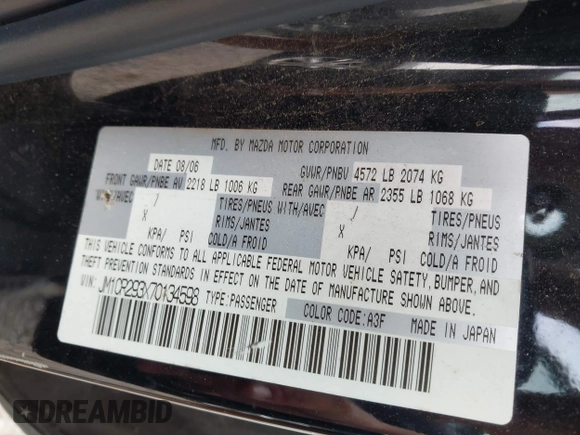 MFD. BY MAZDA MOTOR CORPORATION
DATE 08/06 GVWR/PNBV 4572 LB 2074 KG
FRONT GAWR/PNBE AV 2218 LB 1006 KG REAR GAWR/PNBE AR 2355 LB 1068 KG
WITH/AVEC / TIRES/PNEUS WITH/AVEC / TIRES/PNEUS
X RIMS/JANTES X RIMS/JANTES
KPA/ PSI COLD/A FROID KPA/ PSI COLD/A FROID
THIS VEHICLE CONFORMS TO ALL APPLICABLE FEDERAL MOTOR VEHICLE SAFETY, BUMPER, AND
THEFT PREVENTION STANDARDS IN EFFECT ON THE DATE OF MANUFACTURE SHOWN ABOVE.
VIN: JM1CR293X70134598 TYPE:PASSENGER COLOR CODE:A3F MADE IN JAPAN
DREAMBID